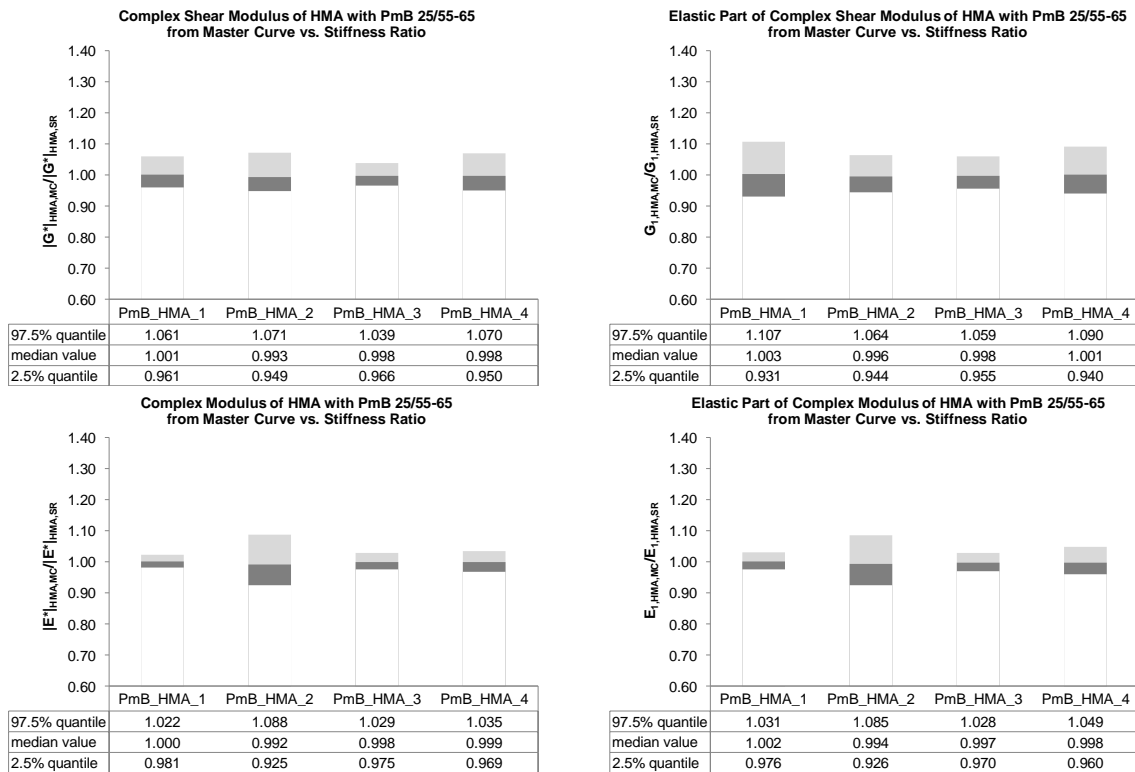 Complex Shear Modulus of HMA with PmB 25/55-65
from Master Curve vs. Stiffness Ratio
|G*|HMA,MC/|G*|HMA,SR
1.40
1.30
1.20
1.10
1.00
0.90
0.80
0.70
0.60
PmB_HMA_1 PmB_HMA_2 PmB_HMA_3 PmB_HMA_4
97.5% quantile 1.061 1.071 1.039 1.070
median value 1.001 0.993 0.998 0.998
2.5% quantile 0.961 0.949 0.966 0.950
Elastic Part of Complex Shear Modulus of HMA with PmB 25/55-65
from Master Curve vs. Stiffness Ratio
G1,HMA,MC/G1,HMA,SR
1.40
1.30
1.20
1.10
1.00
0.90
0.80
0.70
0.60
PmB_HMA_1 PmB_HMA_2 PmB_HMA_3 PmB_HMA_4
97.5% quantile 1.107 1.064 1.059 1.090
median value 1.003 0.996 0.998 1.001
2.5% quantile 0.931 0.944 0.955 0.940
Complex Modulus of HMA with PmB 25/55-65
from Master Curve vs. Stiffness Ratio
|E*|HMA,MC/|E*|HMA,SR
1.40
1.30
1.20
1.10
1.00
0.90
0.80
0.70
0.60
PmB_HMA_1 PmB_HMA_2 PmB_HMA_3 PmB_HMA_4
97.5% quantile 1.022 1.088 1.029 1.035
median value 1.000 0.992 0.998 0.999
2.5% quantile 0.981 0.925 0.975 0.969
Elastic Part of Complex Modulus of HMA with PmB 25/55-65
from Master Curve vs. Stiffness Ratio
E1,HMA,MC/E1,HMA,SR
1.40
1.30
1.20
1.10
1.00
0.90
0.80
0.70
0.60
PmB_HMA_1 PmB_HMA_2 PmB_HMA_3 PmB_HMA_4
97.5% quantile 1.031 1.085 1.028 1.049
median value 1.002 0.994 0.997 0.998
2.5% quantile 0.976 0.926 0.970 0.960